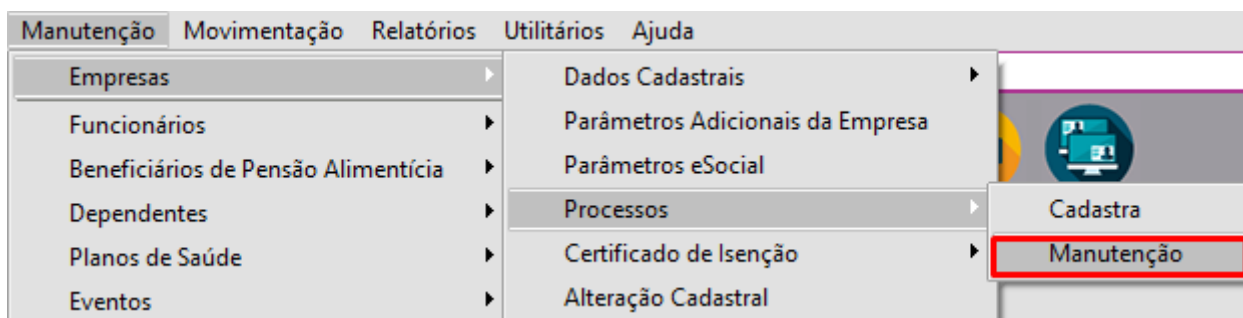 Manutenção Movimentação Relatórios Utilitários Ajuda
Empresas
Funcionários
Beneficiários de Pensão Alimentícia
Dependentes
Planos de Saúde
Eventos
Dados Cadastrais
Parâmetros Adicionais da Empresa
Parâmetros eSocial
Processos
Certificado de Isenção
Alteração Cadastral
Cadastra
Manutenção